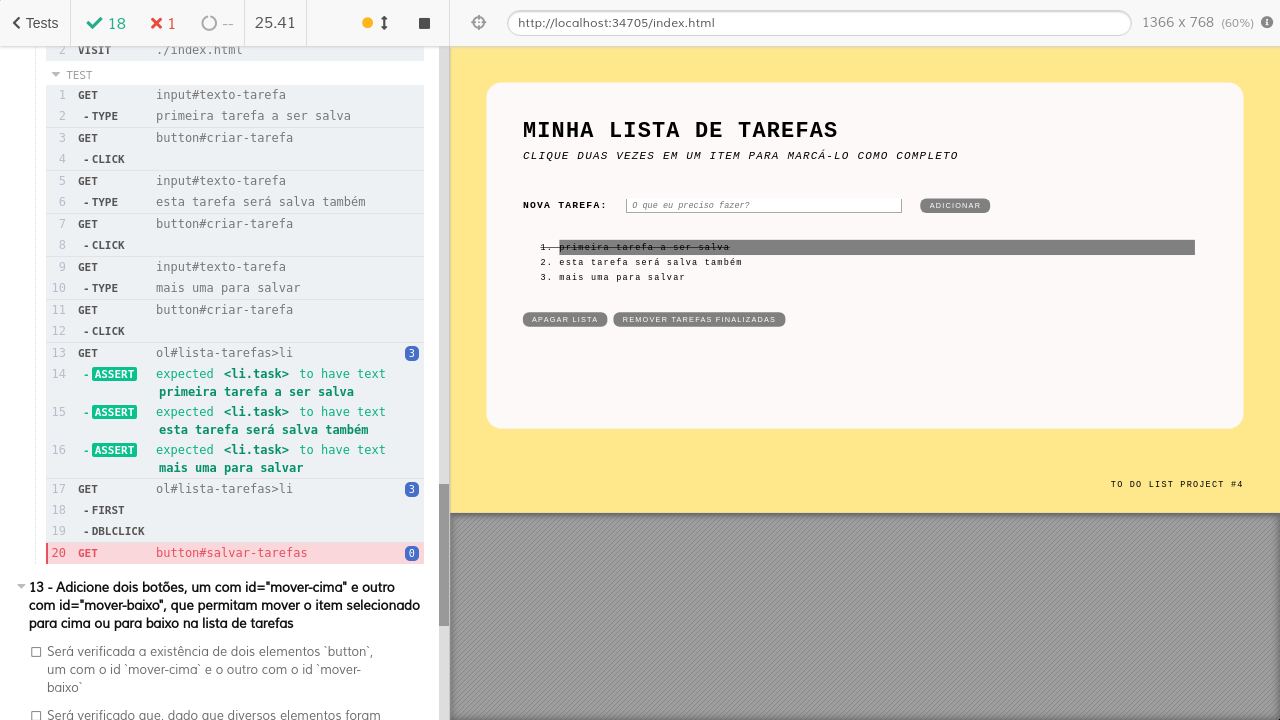 Tests
18
1
--
25.41
http://localhost:34705/index.html
1366 x 768 (60%)
2 VISIT ./index.html
TEST
1 GET input#texto-tarefa
2 -TYPE primeira tarefa a ser salva
3 GET button#criar-tarefa
4 -CLICK
5 GET input#texto-tarefa
6 -TYPE esta tarefa será salva também
7 GET button#criar-tarefa
8 -CLICK
9 GET input#texto-tarefa
10 -TYPE mais uma para salvar
11 GET button#criar-tarefa
12 -CLICK
13 GET ol#lista-tarefas>li 3
14 -ASSERT expected <li.task> to have text
primeira tarefa a ser salva
15 -ASSERT expected <li.task> to have text
esta tarefa será salva também
16 -ASSERT expected <li.task> to have text
mais uma para salvar
17 GET ol#lista-tarefas>li 3
18 -FIRST
19 -DBLCLICK
20 GET button#salvar-tarefas 0
13 - Adicione dois botões, um com id="mover-cima" e outro
com id="mover-baixo", que permitam mover o item selecionado
para cima ou para baixo na lista de tarefas
Será verificada a existência de dois elementos `button`,
um com o id `mover-cima` e o outro com o id `mover-
baixo`
Será verificado que, dado que diversos elementos foram
MINHA LISTA DE TAREFAS
CLIQUE DUAS VEZES EM UM ITEM PARA MARCÁ-LO COMO COMPLETO
NOVA TAREFA: O que eu preciso fazer? ADICIONAR
1. primeira tarefa a ser salva
2. esta tarefa será salva também
3. mais uma para salvar
APAGAR LISTA REMOVER TAREFAS FINALIZADAS
TO DO LIST PROJECT #4